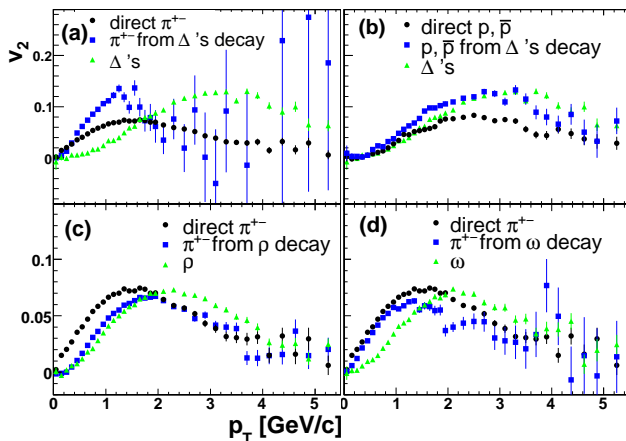 (a)
direct π⁺⁻
π⁺⁻ from Δ 's decay
Δ 's
(b)
direct p, p̅
p, p̅ from Δ 's decay
Δ 's
v₂
0.2
0.1
0
(c)
direct π⁺⁻
π⁺⁻ from ρ decay
ρ
(d)
direct π⁺⁻
π⁺⁻ from ω decay
ω
0.1
0.05
0
0 1 2 3 4 5
0 1 2 3 4 5
p_T [GeV/c]